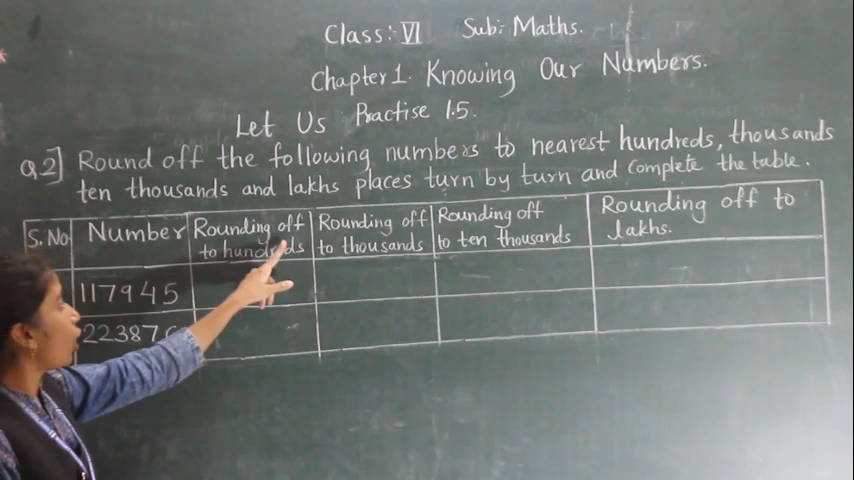 Class:- VI Sub: Maths.
Chapter 1. Knowing Our Numbers.
Let Us Practise 1.5.
Q.2] Round off the following numbers to nearest hundreds, thousands
ten thousands and lakhs places turn by turn and complete the table.
S.No Number Rounding off to hundreds Rounding off to thousands Rounding off to ten thousands Rounding off to lakhs.
117945
22387